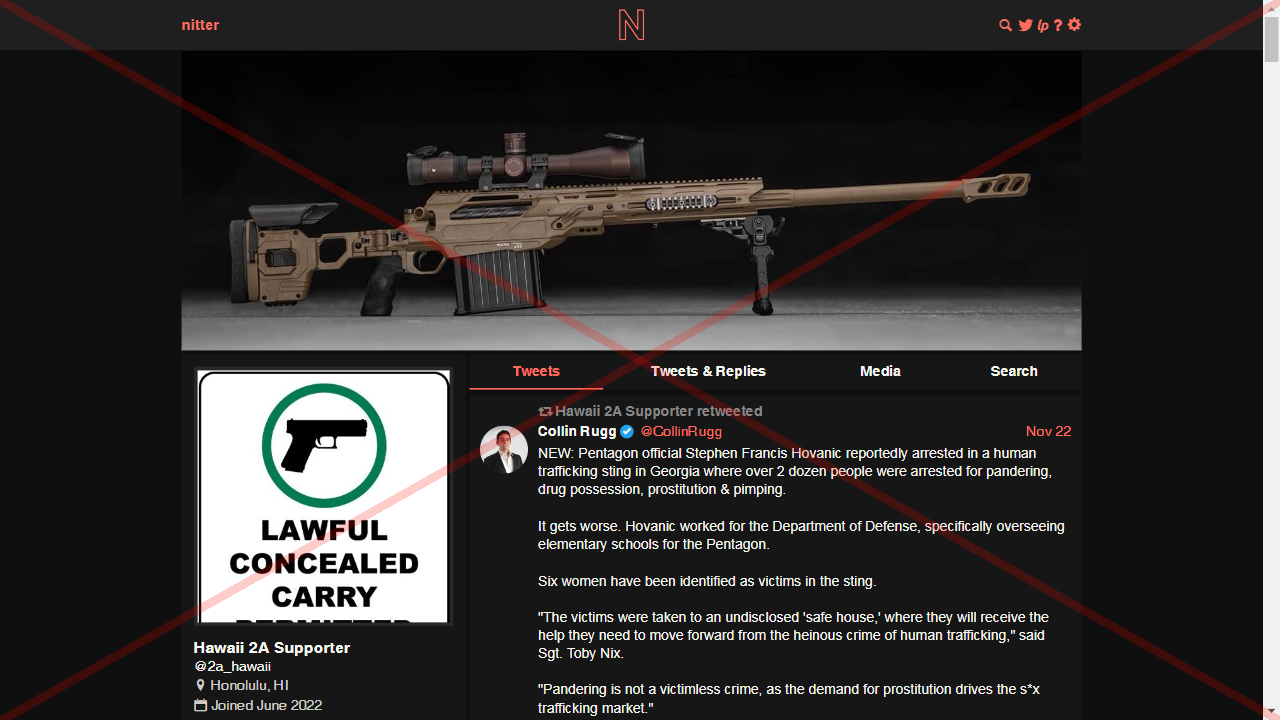 nitter
N
lp ?
LAWFUL
CONCEALED
CARRY
Hawaii 2A Supporter
@2a_hawaii
Honolulu, HI
Joined June 2022
Tweets Tweets & Replies Media Search
Hawaii 2A Supporter retweeted
Collin Rugg @CollinRugg Nov 22
NEW: Pentagon official Stephen Francis Hovanic reportedly arrested in a human
trafficking sting in Georgia where over 2 dozen people were arrested for pandering,
drug possession, prostitution & pimping.
It gets worse. Hovanic worked for the Department of Defense, specifically overseeing
elementary schools for the Pentagon.
Six women have been identified as victims in the sting.
"The victims were taken to an undisclosed 'safe house,' where they will receive the
help they need to move forward from the heinous crime of human trafficking," said
Sgt. Toby Nix.
"Pandering is not a victimless crime, as the demand for prostitution drives the s*x
trafficking market."